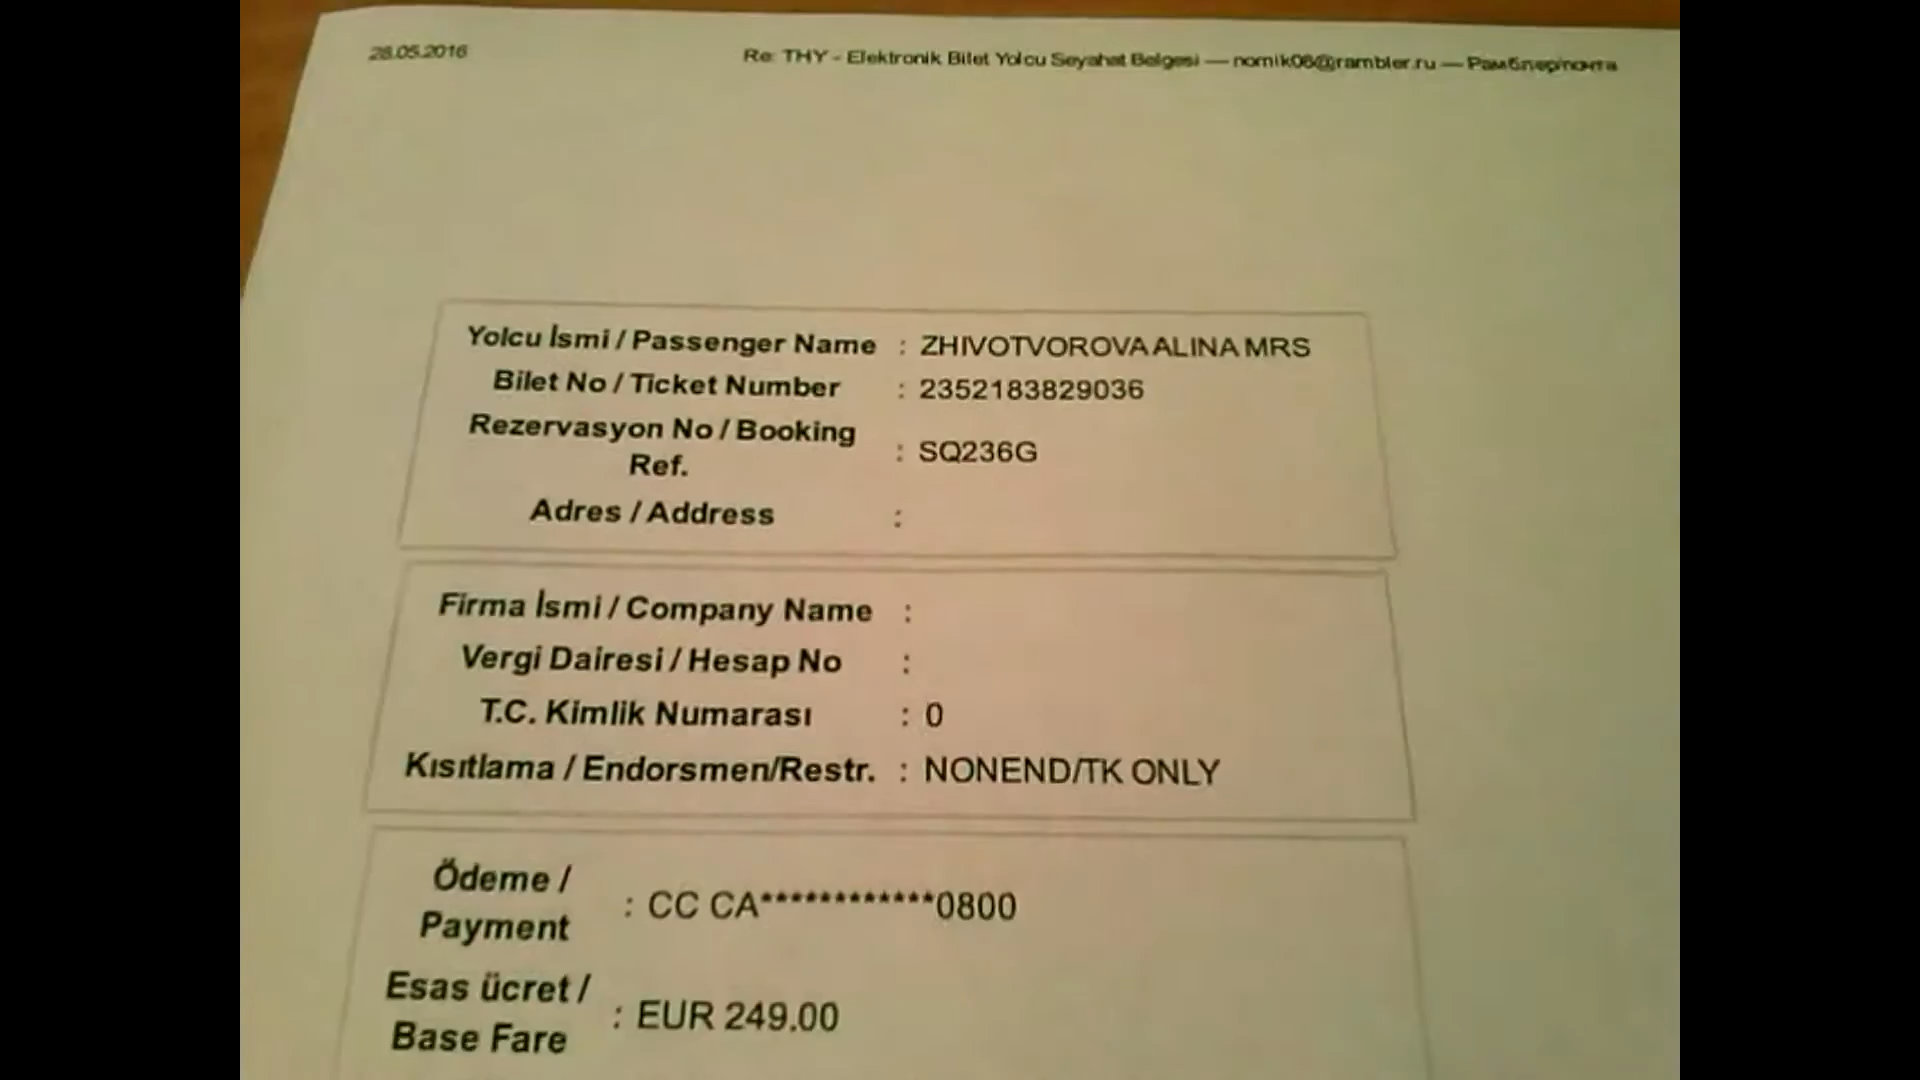 28.05.2016 Re: THY - Elektronik Bilet Yolcu Seyahat Belgesi — nomik06@rambler.ru — Рамблер/почта
Yolcu İsmi / Passenger Name : ZHIVOTVOROVA ALINA MRS
Bilet No / Ticket Number : 2352183829036
Rezervasyon No / Booking Ref. : SQ236G
Adres / Address :
Firma İsmi / Company Name :
Vergi Dairesi / Hesap No :
T.C. Kimlik Numarası : 0
Kısıtlama / Endorsmen/Restr. : NONEND/TK ONLY
Ödeme / Payment : CC CA************0800
Esas ücret / Base Fare : EUR 249.00